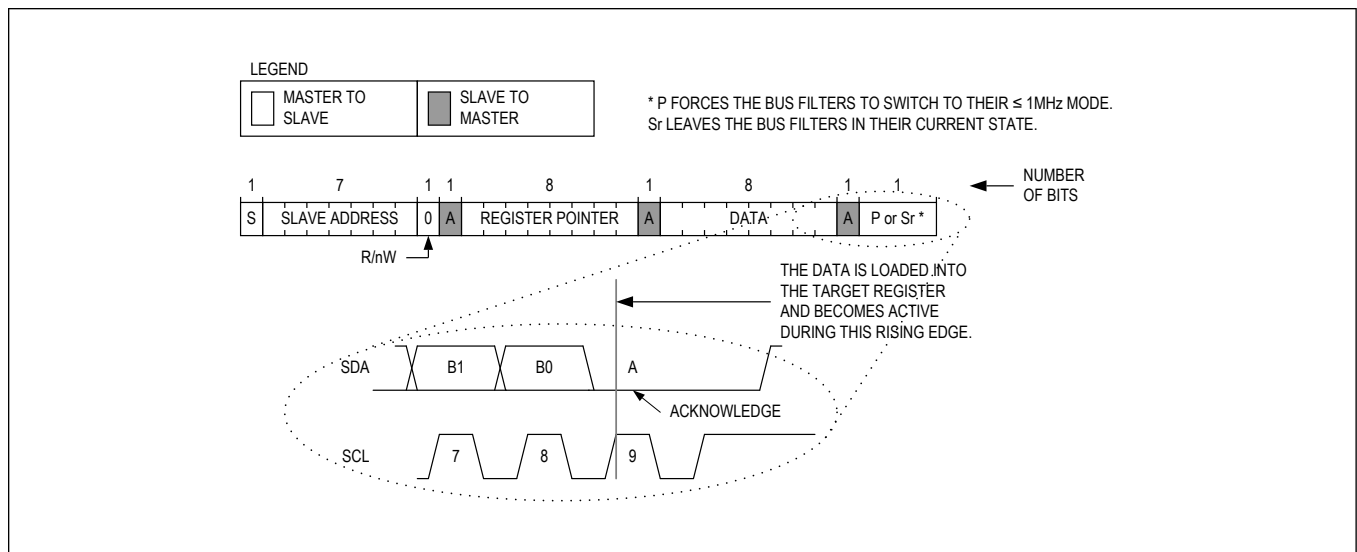 LEGEND
MASTER TO
SLAVE
SLAVE TO
MASTER
* P FORCES THE BUS FILTERS TO SWITCH TO THEIR ≤ 1MHz MODE.
Sr LEAVES THE BUS FILTERS IN THEIR CURRENT STATE.
1 7 1 1 8 1 8 1 1
NUMBER
OF BITS
S SLAVE ADDRESS 0 A REGISTER POINTER A DATA A P or Sr *
R/nW
THE DATA IS LOADED INTO
THE TARGET REGISTER
AND BECOMES ACTIVE
DURING THIS RISING EDGE.
SDA B1 B0 A
ACKNOWLEDGE
SCL 7 8 9